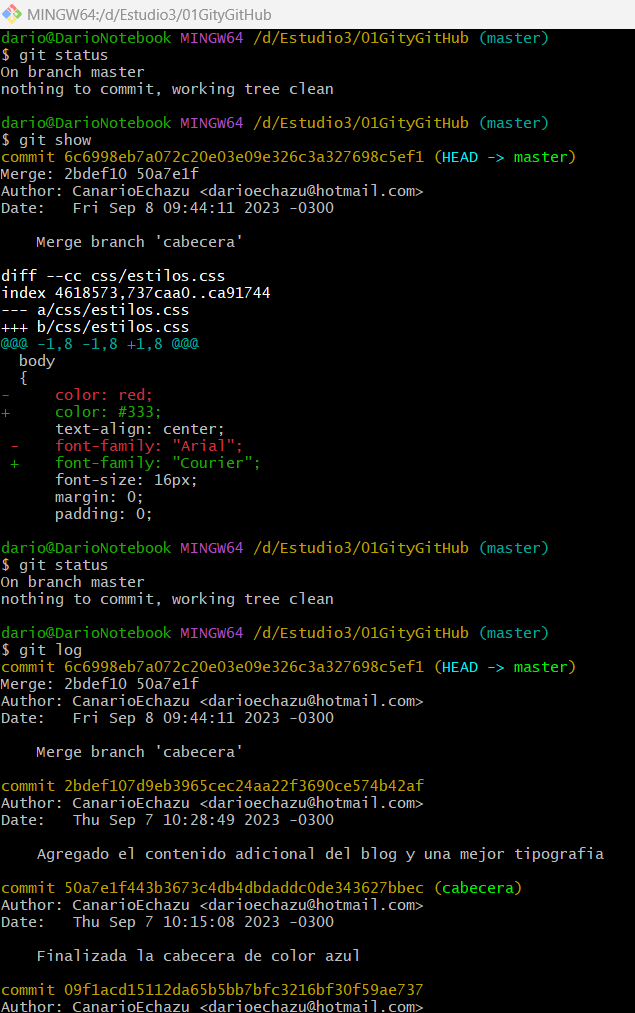 MINGW64:/d/Estudio3/01GityGitHub
dario@DarioNotebook MINGW64 /d/Estudio3/01GityGitHub (master)
$ git status
On branch master
nothing to commit, working tree clean
dario@DarioNotebook MINGW64 /d/Estudio3/01GityGitHub (master)
$ git show
commit 6c6998eb7a072c20e03e09e326c3a327698c5ef1 (HEAD -> master)
Merge: 2bdef10 50a7e1f
Author: CanarioEchazu <darioechazu@hotmail.com>
Date:   Fri Sep 8 09:44:11 2023 -0300
    Merge branch 'cabecera'
diff --cc css/estilos.css
index 4618573,737caa0..ca91744
--- a/css/estilos.css
+++ b/css/estilos.css
@@@ -1,8 -1,8 +1,8 @@@
  body
  {
-     color: red;
+     color: #333;
      text-align: center;
 -    font-family: "Arial";
 +    font-family: "Courier";
      font-size: 16px;
      margin: 0;
      padding: 0;
dario@DarioNotebook MINGW64 /d/Estudio3/01GityGitHub (master)
$ git status
On branch master
nothing to commit, working tree clean
dario@DarioNotebook MINGW64 /d/Estudio3/01GityGitHub (master)
$ git log
commit 6c6998eb7a072c20e03e09e326c3a327698c5ef1 (HEAD -> master)
Merge: 2bdef10 50a7e1f
Author: CanarioEchazu <darioechazu@hotmail.com>
Date:   Fri Sep 8 09:44:11 2023 -0300
    Merge branch 'cabecera'
commit 2bdef107d9eb3965cec24aa22f3690ce574b42af
Author: CanarioEchazu <darioechazu@hotmail.com>
Date:   Thu Sep 7 10:28:49 2023 -0300
    Agregado el contenido adicional del blog y una mejor tipografia
commit 50a7e1f443b3673c4db4dbdaddc0de343627bbec (cabecera)
Author: CanarioEchazu <darioechazu@hotmail.com>
Date:   Thu Sep 7 10:15:08 2023 -0300
    Finalizada la cabecera de color azul
commit 09f1acd15112da65b5bb7bfc3216bf30f59ae737
Author: CanarioEchazu <darioechazu@hotmail.com>